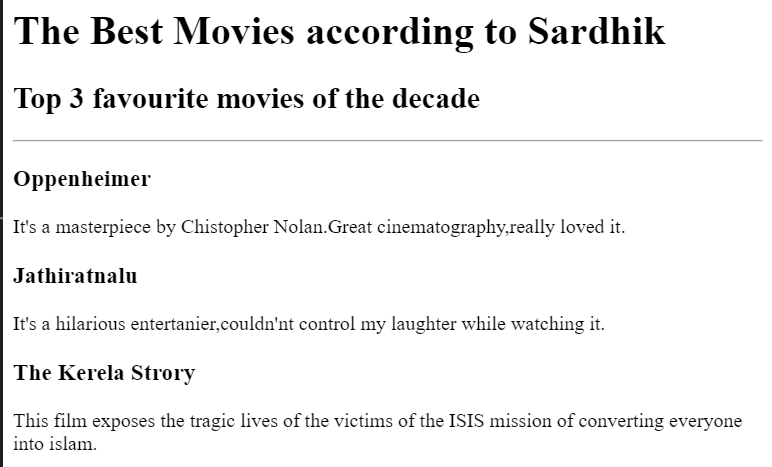 The Best Movies according to Sardhik
Top 3 favourite movies of the decade
Oppenheimer
It's a masterpiece by Chistopher Nolan.Great cinematography,really loved it.
Jathiratnalu
It's a hilarious entertanier,couldn'nt control my laughter while watching it.
The Kerela Strory
This film exposes the tragic lives of the victims of the ISIS mission of converting everyone
into islam.